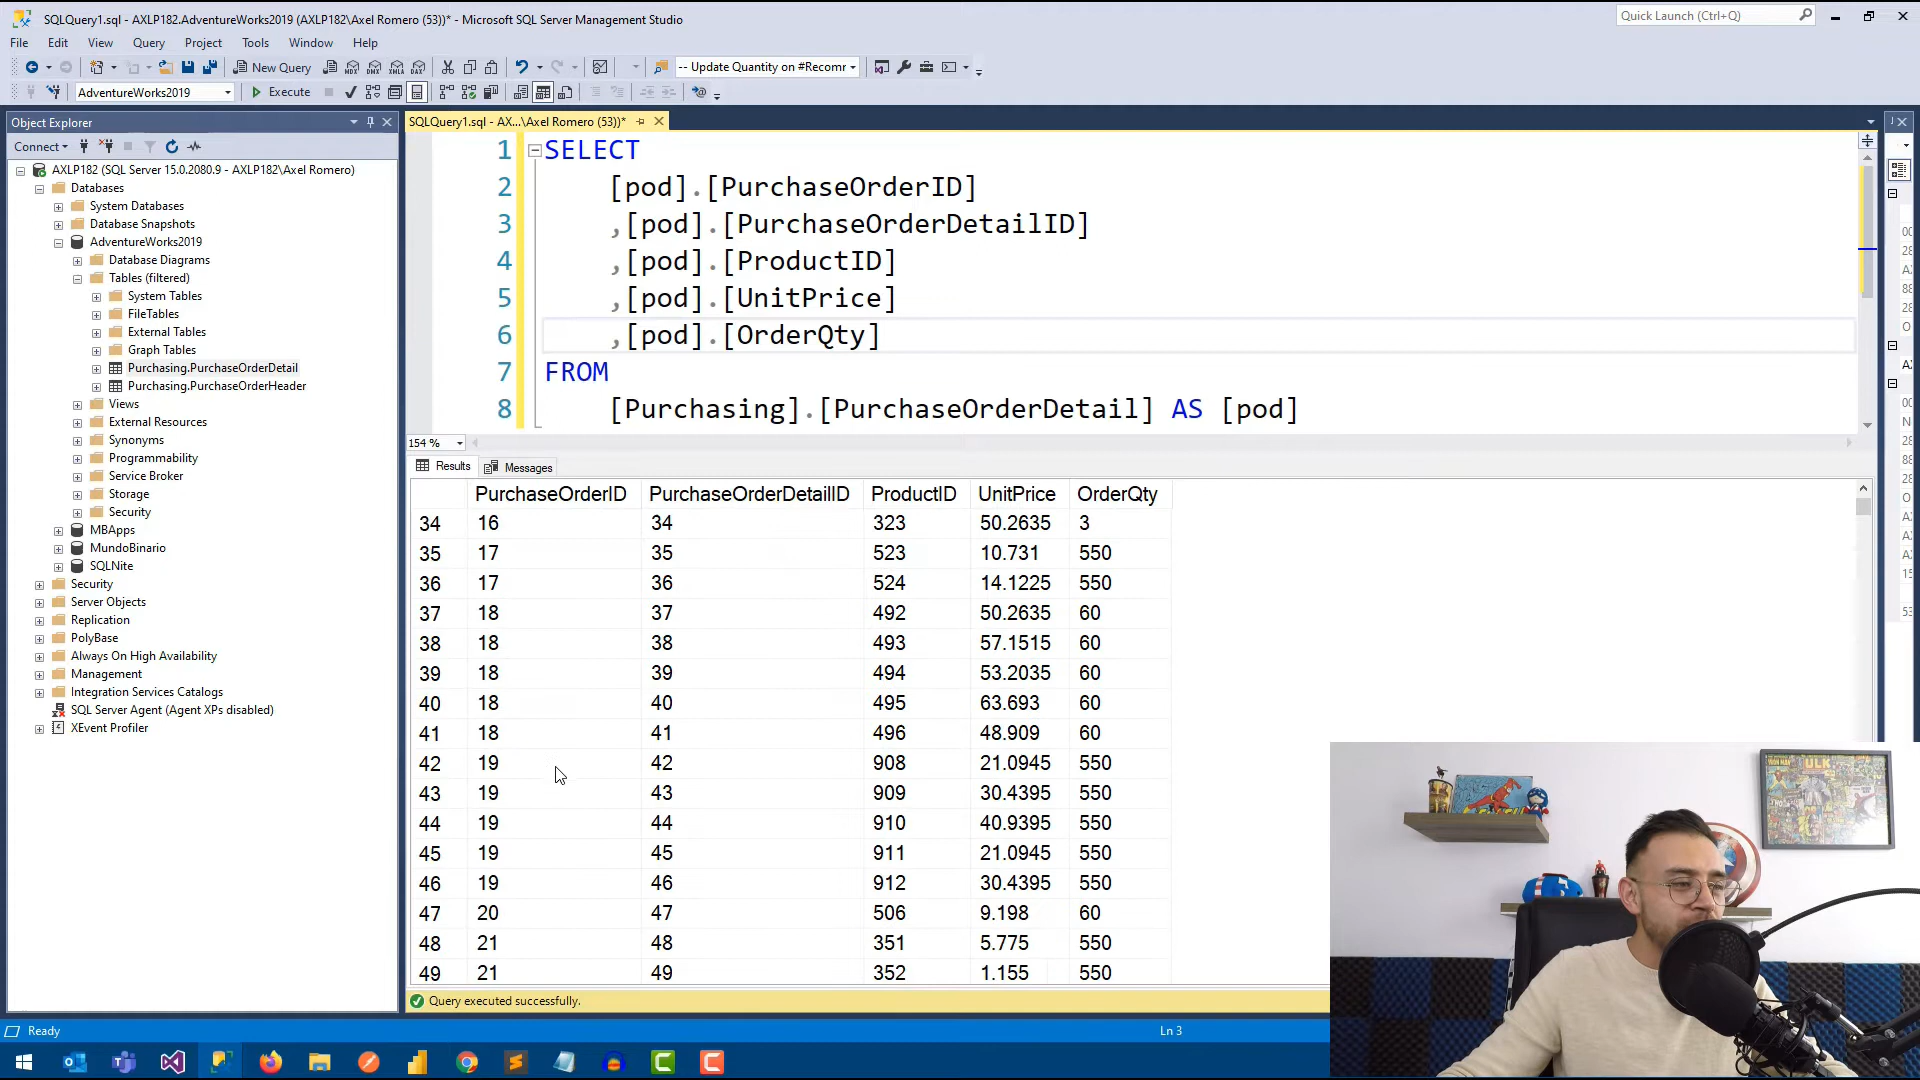 SQLQuery1.sql - AXLP182.AdventureWorks2019 (AXLP182\Axel Romero (53))* - Microsoft SQL Server Management Studio
Quick Launch (Ctrl+Q)
File Edit View Query Project Tools Window Help
New Query
-- Update Quantity on #Recomr
AdventureWorks2019
Execute
Object Explorer
Connect
AXLP182 (SQL Server 15.0.2080.9 - AXLP182\Axel Romero)
Databases
System Databases
Database Snapshots
AdventureWorks2019
Database Diagrams
Tables (filtered)
System Tables
FileTables
External Tables
Graph Tables
Purchasing.PurchaseOrderDetail
Purchasing.PurchaseOrderHeader
Views
External Resources
Synonyms
Programmability
Service Broker
Storage
Security
MBApps
MundoBinario
SQLNite
Security
Server Objects
Replication
PolyBase
Always On High Availability
Management
Integration Services Catalogs
SQL Server Agent (Agent XPs disabled)
XEvent Profiler
SQLQuery1.sql - AX...\Axel Romero (53))*
1 SELECT
2 [pod].[PurchaseOrderID]
3 ,[pod].[PurchaseOrderDetailID]
4 ,[pod].[ProductID]
5 ,[pod].[UnitPrice]
6 ,[pod].[OrderQty]
7 FROM
8 [Purchasing].[PurchaseOrderDetail] AS [pod]
154 %
Results Messages
PurchaseOrderID PurchaseOrderDetailID ProductID UnitPrice OrderQty
34 16 34 323 50.2635 3
35 17 35 523 10.731 550
36 17 36 524 14.1225 550
37 18 37 492 50.2635 60
38 18 38 493 57.1515 60
39 18 39 494 53.2035 60
40 18 40 495 63.693 60
41 18 41 496 48.909 60
42 19 42 908 21.0945 550
43 19 43 909 30.4395 550
44 19 44 910 40.9395 550
45 19 45 911 21.0945 550
46 19 46 912 30.4395 550
47 20 47 506 9.198 60
48 21 48 351 5.775 550
49 21 49 352 1.155 550
Query executed successfully.
Ready
Ln 3